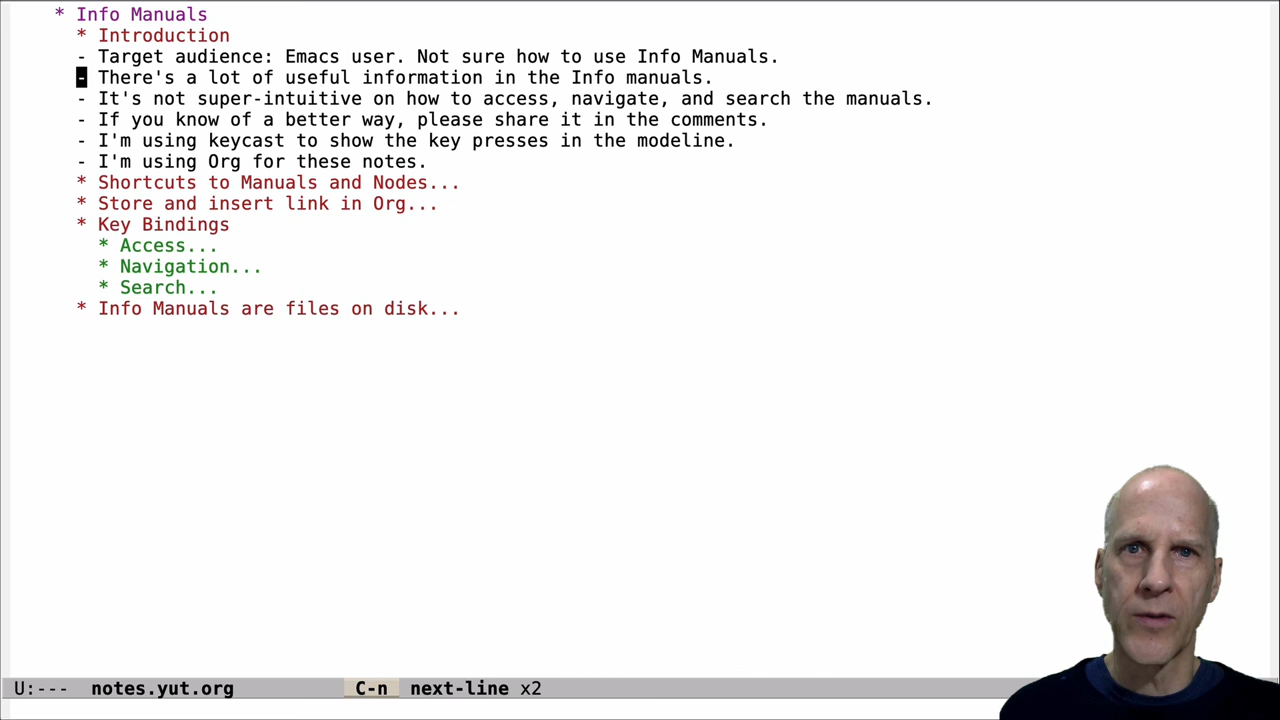 * Info Manuals
* Introduction
- Target audience: Emacs user. Not sure how to use Info Manuals.
- There's a lot of useful information in the Info manuals.
- It's not super-intuitive on how to access, navigate, and search the manuals.
- If you know of a better way, please share it in the comments.
- I'm using keycast to show the key presses in the modeline.
- I'm using Org for these notes.
* Shortcuts to Manuals and Nodes...
* Store and insert link in Org...
* Key Bindings
* Access...
* Navigation...
* Search...
* Info Manuals are files on disk...
U:--- notes.yut.org C-n next-line x2